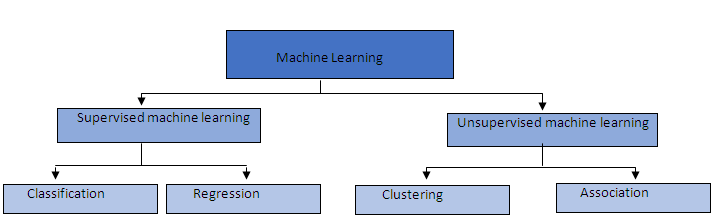 Machine Learning
Supervised machine learning
Unsupervised machine learning
Classification
Regression
Clustering
Association